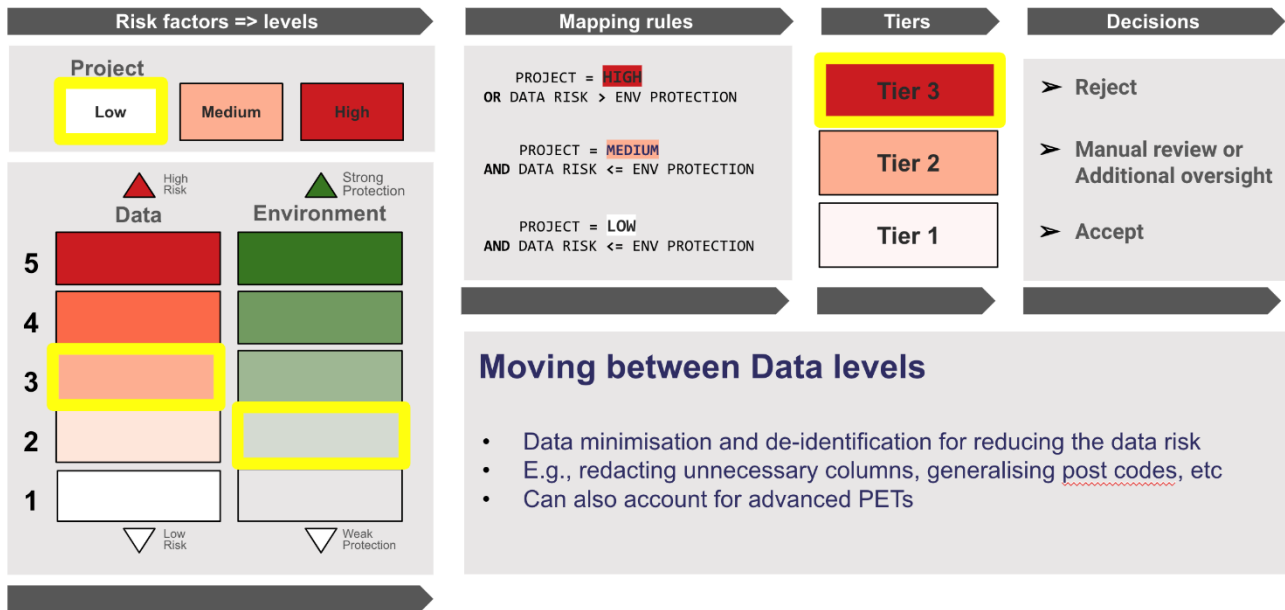 Risk factors => levels
Project
Low
Medium
High
High
Risk
Strong
Protection
Data
Environment
5
4
3
2
1
Low
Risk
Weak
Protection
Mapping rules
PROJECT = HIGH
OR DATA RISK > ENV PROTECTION
PROJECT = MEDIUM
AND DATA RISK <= ENV PROTECTION
PROJECT = LOW
AND DATA RISK <= ENV PROTECTION
Tiers
Tier 3
Tier 2
Tier 1
Decisions
➢ Reject
➢ Manual review or
Additional oversight
➢ Accept
Moving between Data levels
• Data minimisation and de-identification for reducing the data risk
• E.g., redacting unnecessary columns, generalising post codes, etc
• Can also account for advanced PETs